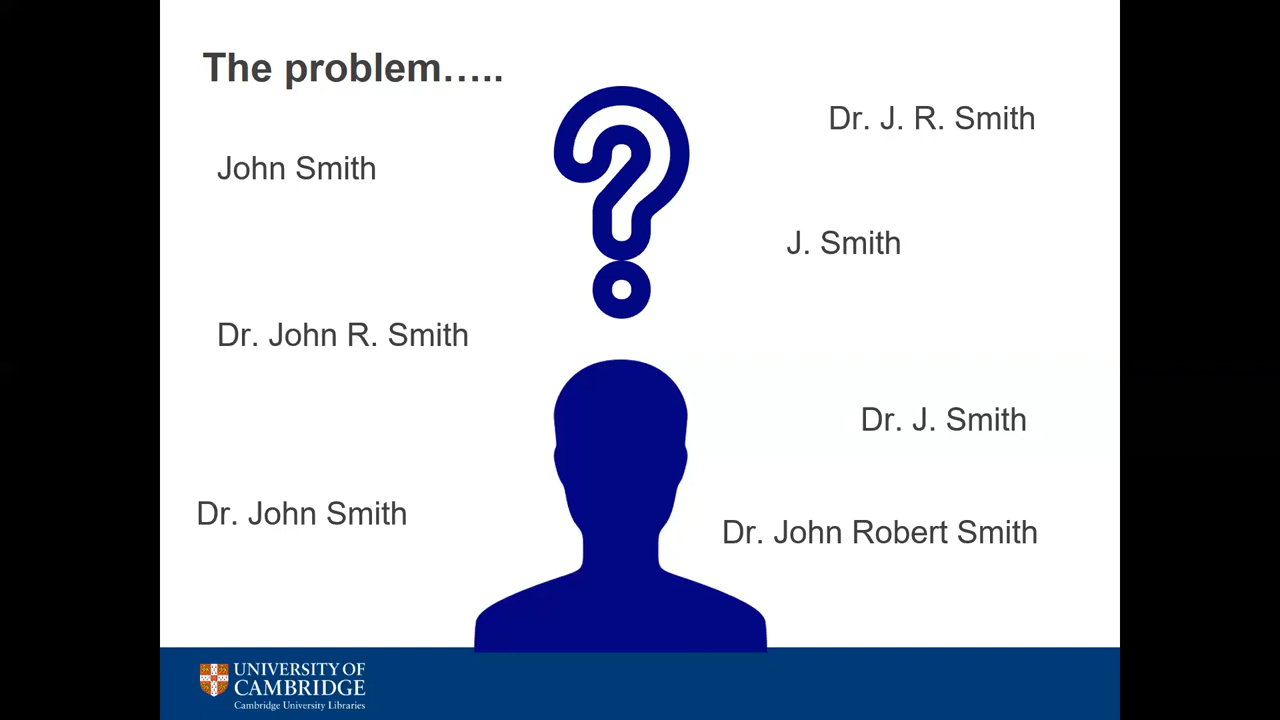 The problem…..
Dr. J. R. Smith
John Smith
J. Smith
Dr. John R. Smith
Dr. J. Smith
Dr. John Smith
Dr. John Robert Smith
UNIVERSITY OF
CAMBRIDGE
Cambridge University Libraries